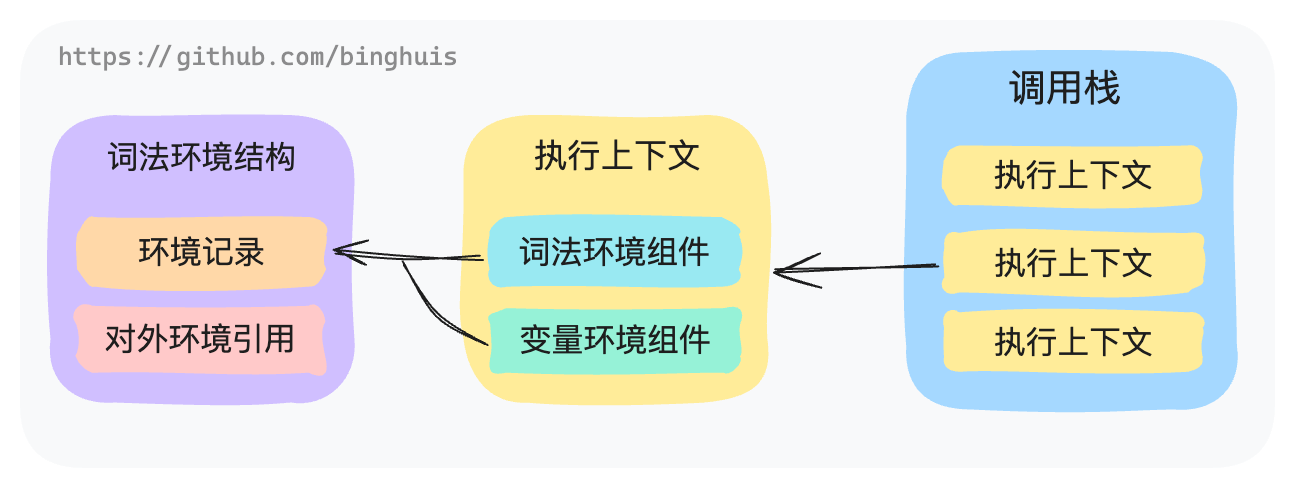 https://github.com/binghuis
词法环境结构
环境记录
对外环境引用
执行上下文
词法环境组件
变量环境组件
调用栈
执行上下文
执行上下文
执行上下文